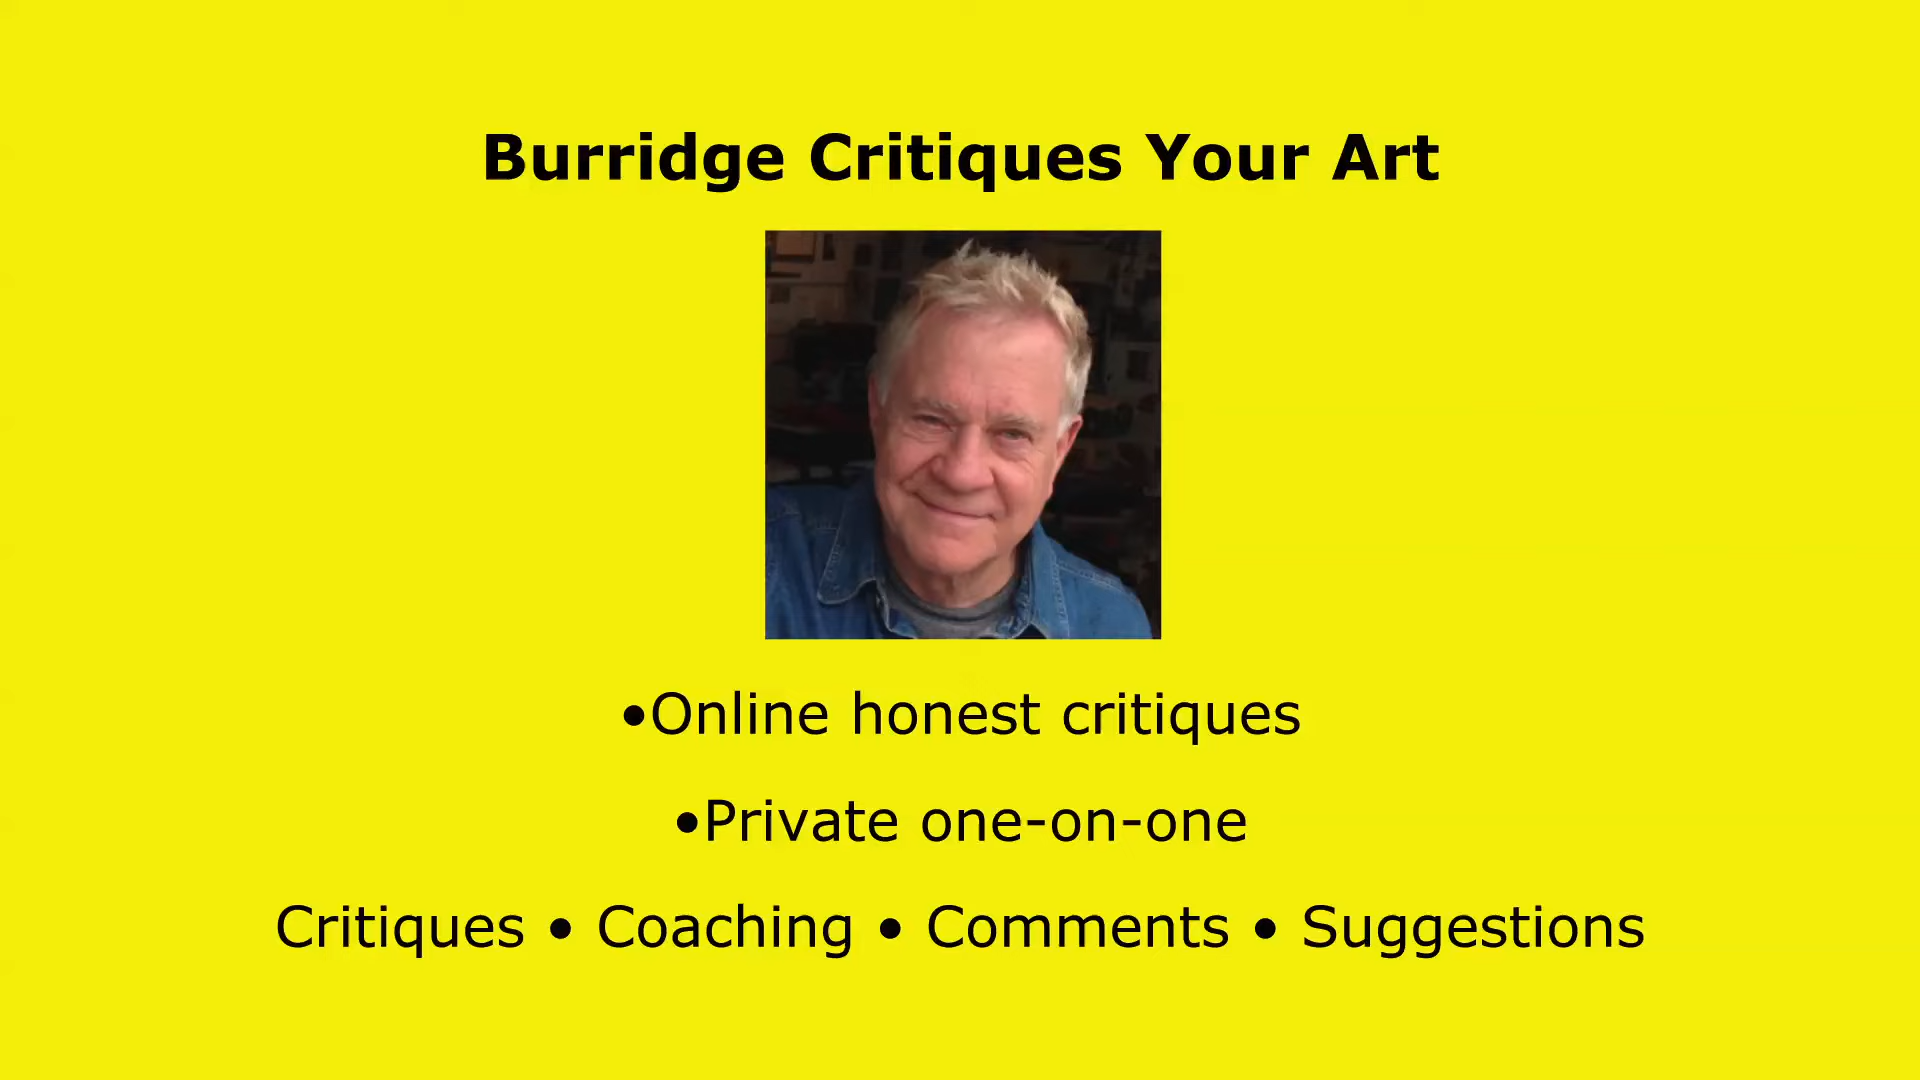 Burridge Critiques Your Art
•Online honest critiques
•Private one-on-one
Critiques • Coaching • Comments • Suggestions